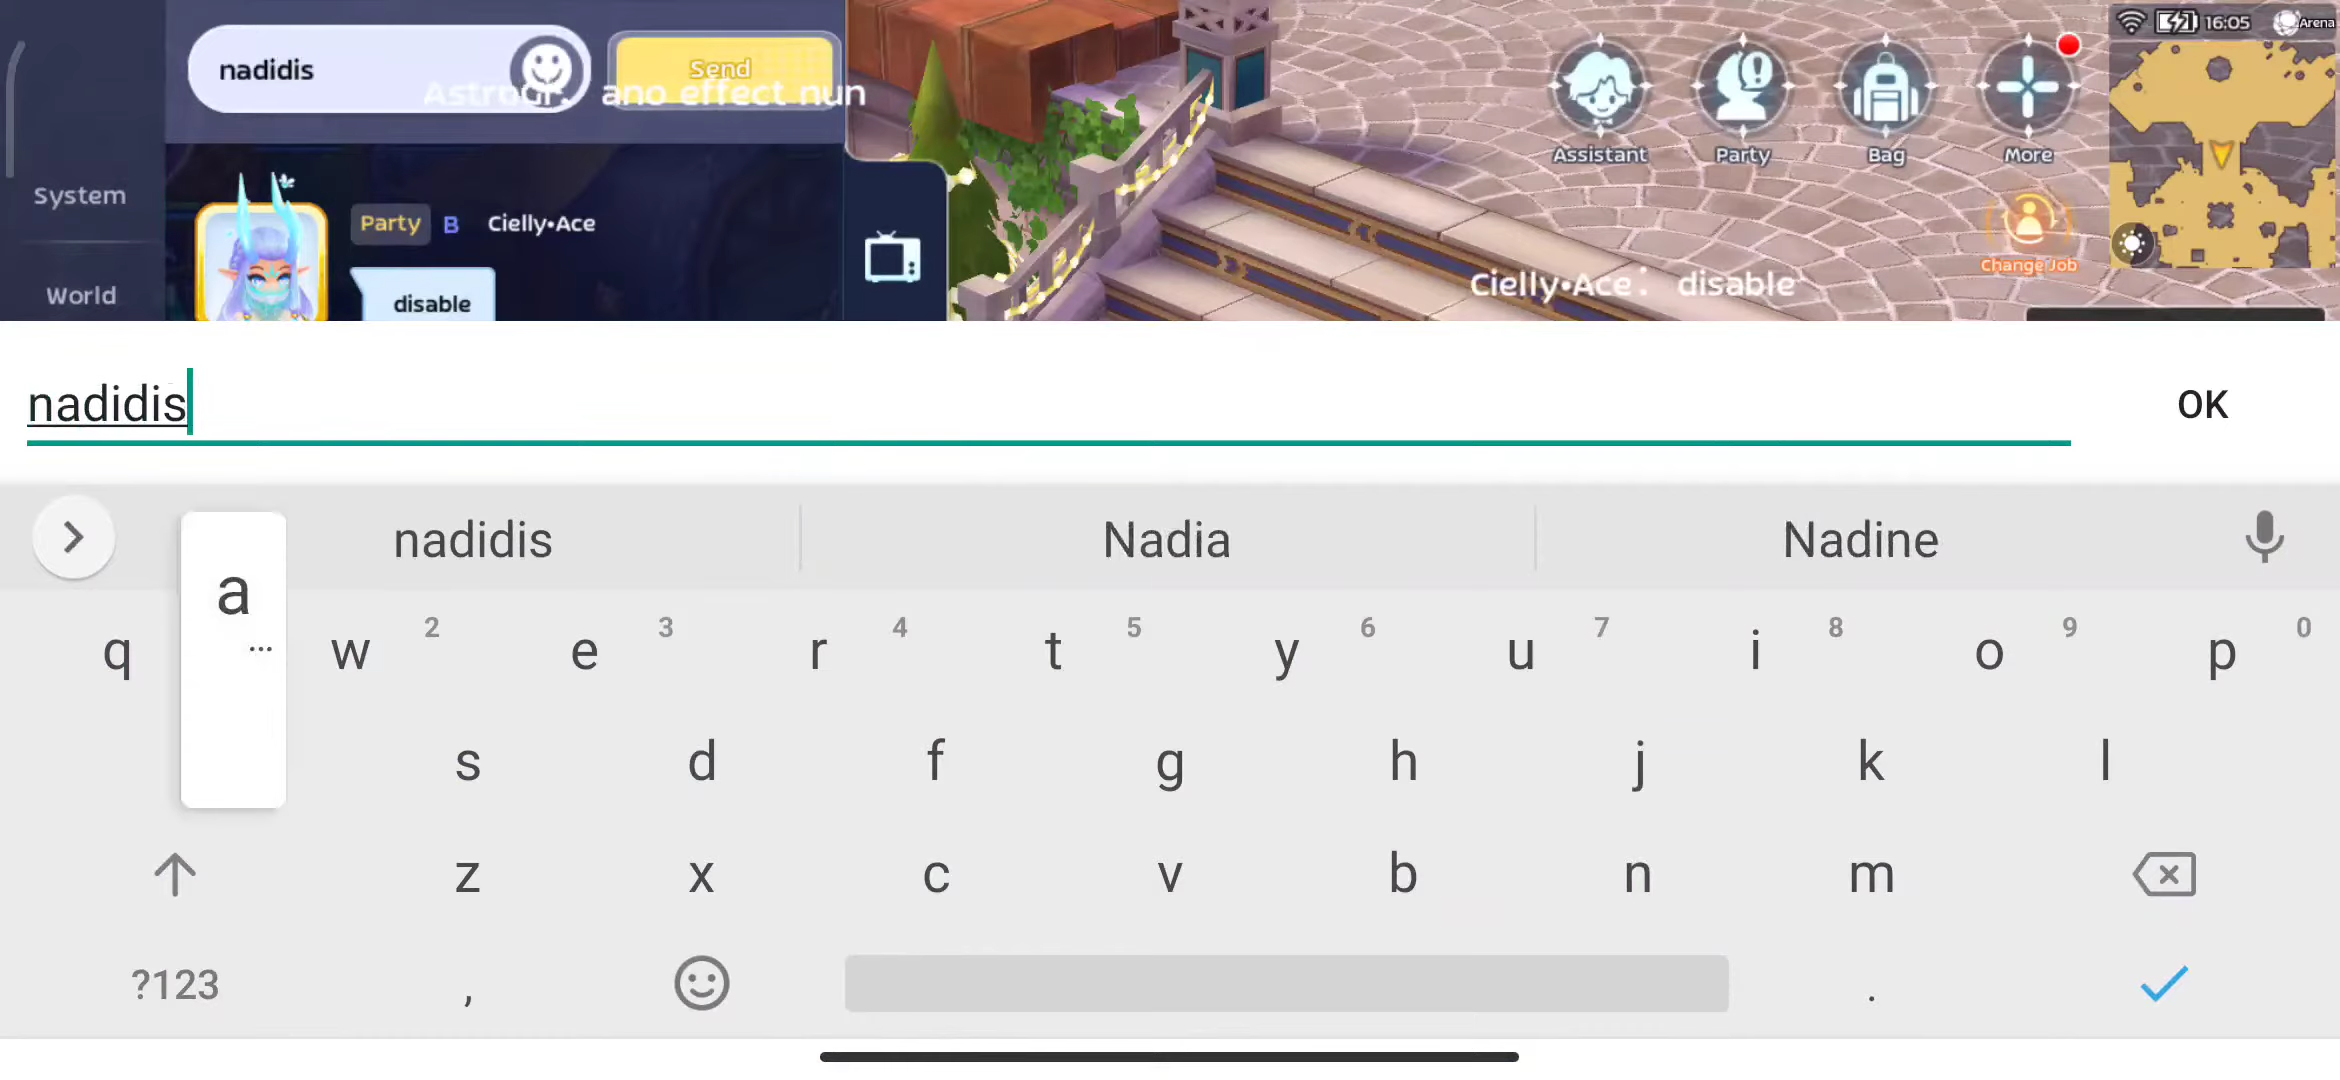 nadidis
Send
Astrour: ano effect nun
System
World
Party B Cielly•Ace
disable
Assistant
Party
Bag
More
16:05
Arena
Change Job
Cielly•Ace: disable
nadidis
OK
nadidis
Nadia
Nadine
a
...
q w 2 e 3 r 4 t 5 y 6 u 7 i 8 o 9 p 0
s d f g h j k l
z x c v b n m
?123 , .